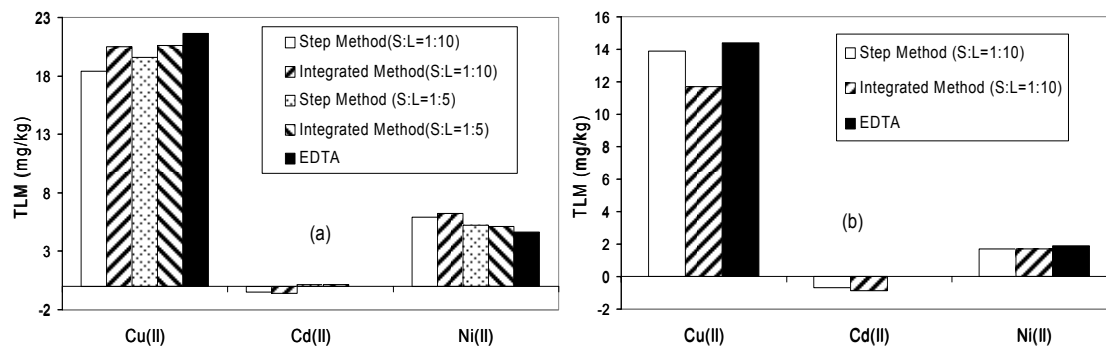 23
18
13
8
3
-2
TLM (mg/kg)
Step Method(S:L=1:10)
Integrated Method(S:L=1:10)
Step Method (S:L=1:5)
Integrated Method(S:L=1:5)
EDTA
(a)
Cu(II) Cd(II) Ni(II)
16
14
12
10
8
6
4
2
0
-2
TLM (mg/kg)
Step Method (S:L=1:10)
Integrated Method (S:L=1:10)
EDTA
(b)
Cu(II) Cd(II) Ni(II)